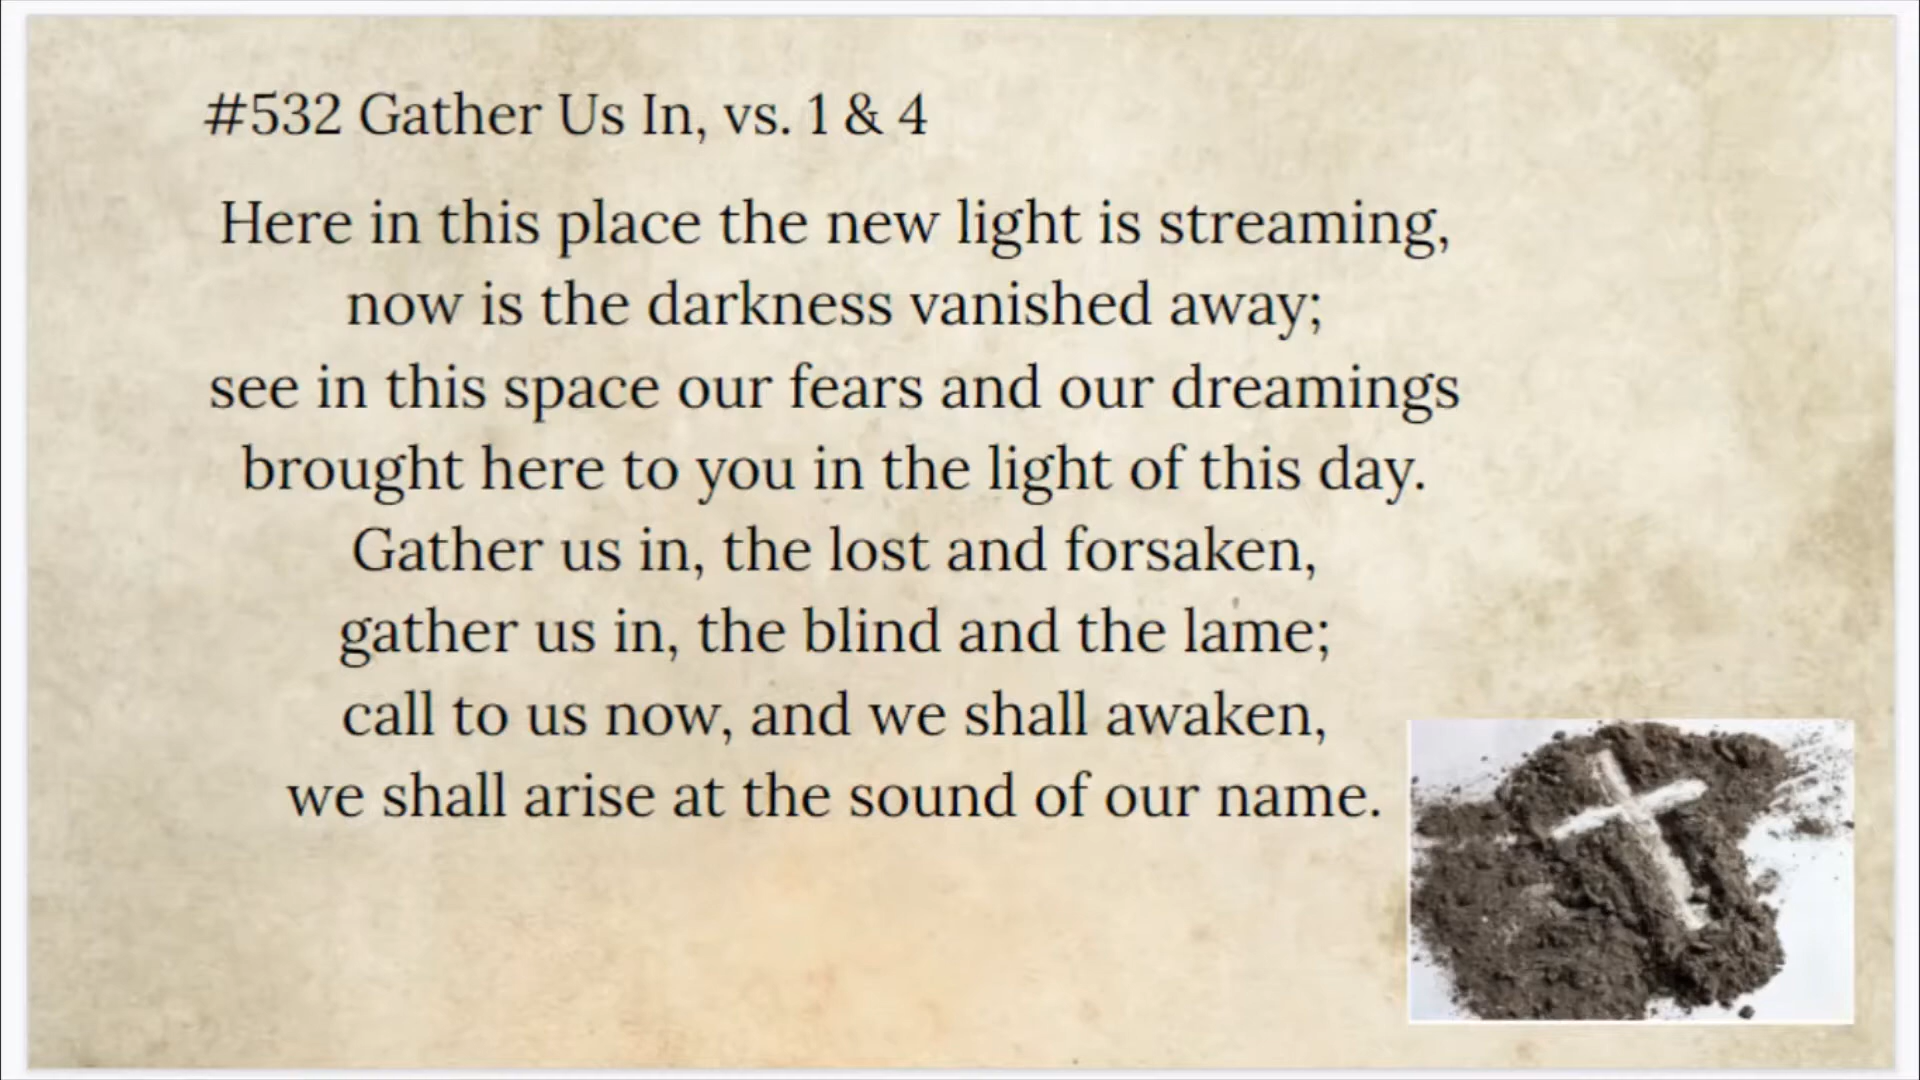 #532 Gather Us In, vs. 1 & 4
Here in this place the new light is streaming,
now is the darkness vanished away;
see in this space our fears and our dreamings
brought here to you in the light of this day.
Gather us in, the lost and forsaken,
gather us in, the blind and the lame;
call to us now, and we shall awaken,
we shall arise at the sound of our name.